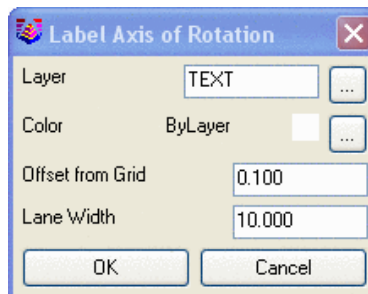 Label Axis of Rotation
Layer TEXT ...
Color ByLayer ...
Offset from Grid 0.100
Lane Width 10.000
OK Cancel